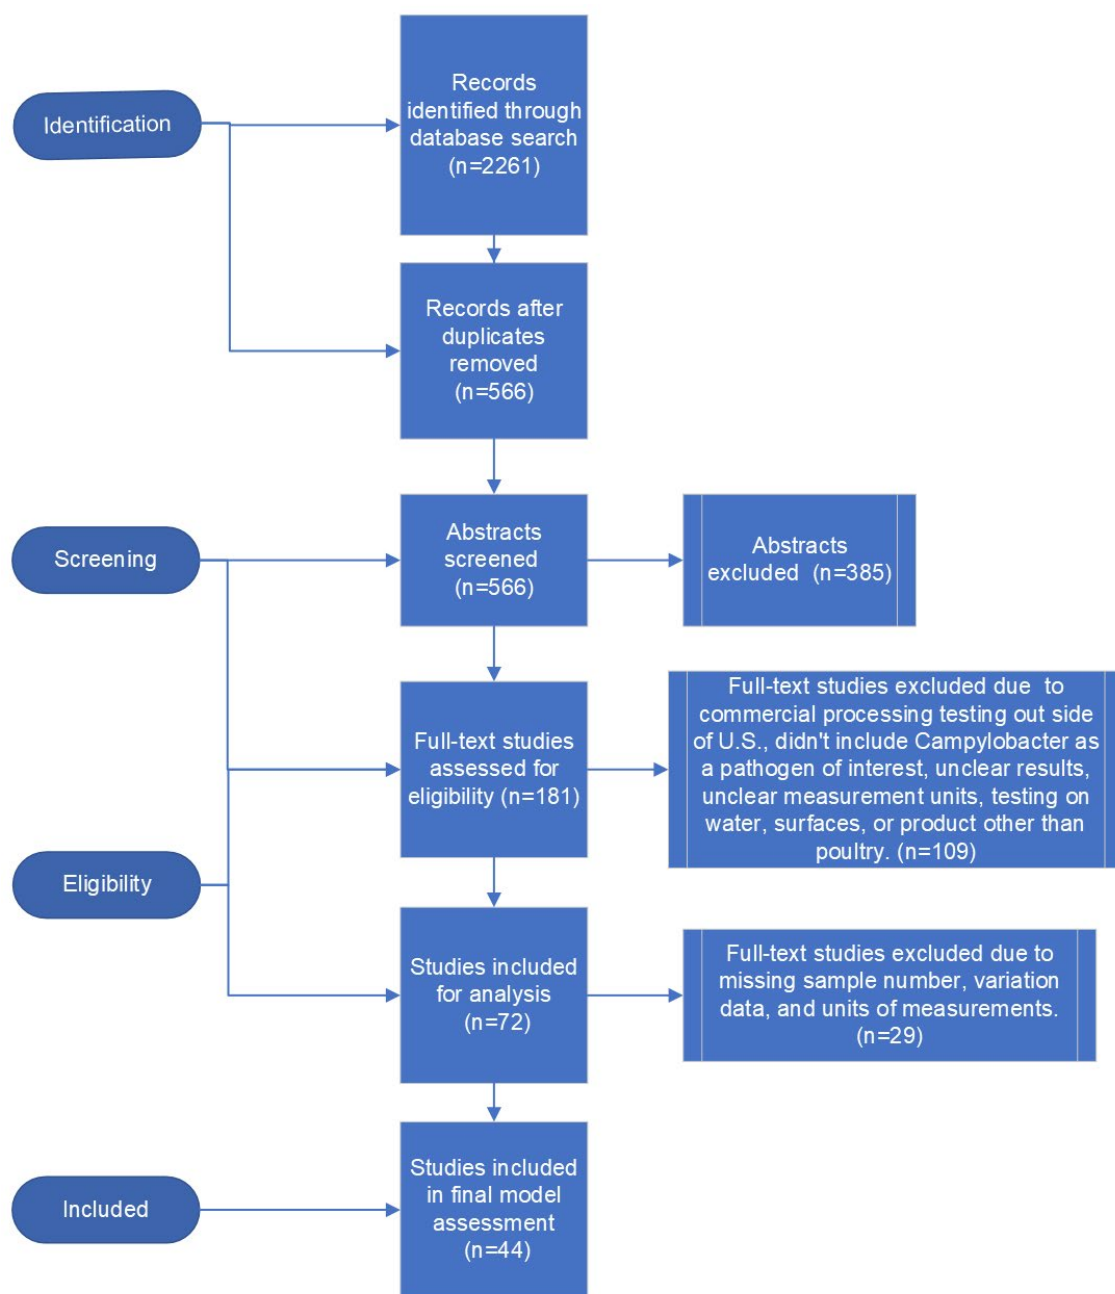 Identification
Records
identified through
database search
(n=2261)
Records after
duplicates
removed
(n=566)
Screening
Abstracts
screened
(n=566)
Abstracts
excluded (n=385)
Full-text studies
assessed for
eligibility (n=181)
Full-text studies excluded due to
commercial processing testing out side
of U.S., didn't include Campylobacter as
a pathogen of interest, unclear results,
unclear measurement units, testing on
water, surfaces, or product other than
poultry. (n=109)
Eligibility
Studies included
for analysis
(n=72)
Full-text studies excluded due to
missing sample number, variation
data, and units of measurements.
(n=29)
Included
Studies included
in final model
assessment
(n=44)